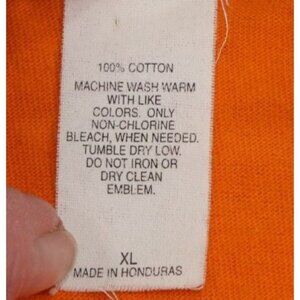 100% COTTON
MACHINE WASH WARM
WITH LIKE
COLORS. ONLY
NON-CHLORINE
BLEACH, WHEN NEEDED.
TUMBLE DRY LOW.
DO NOT IRON OR
DRY CLEAN
EMBLEM.
XL
MADE IN HONDURAS